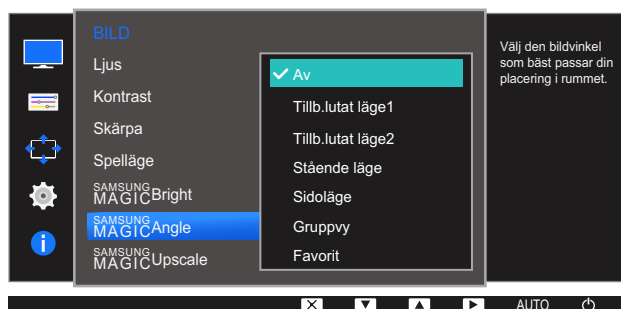 BILD
Ljus
Kontrast
Skärpa
Spelläge
SAMSUNG MAGIC Bright
SAMSUNG MAGIC Angle
SAMSUNG MAGIC Upscale
Av
Tillb.lutat läge1
Tillb.lutat läge2
Stående läge
Sidoläge
Gruppvy
Favorit
Välj den bildvinkel
som bäst passar din
placering i rummet.
AUTO